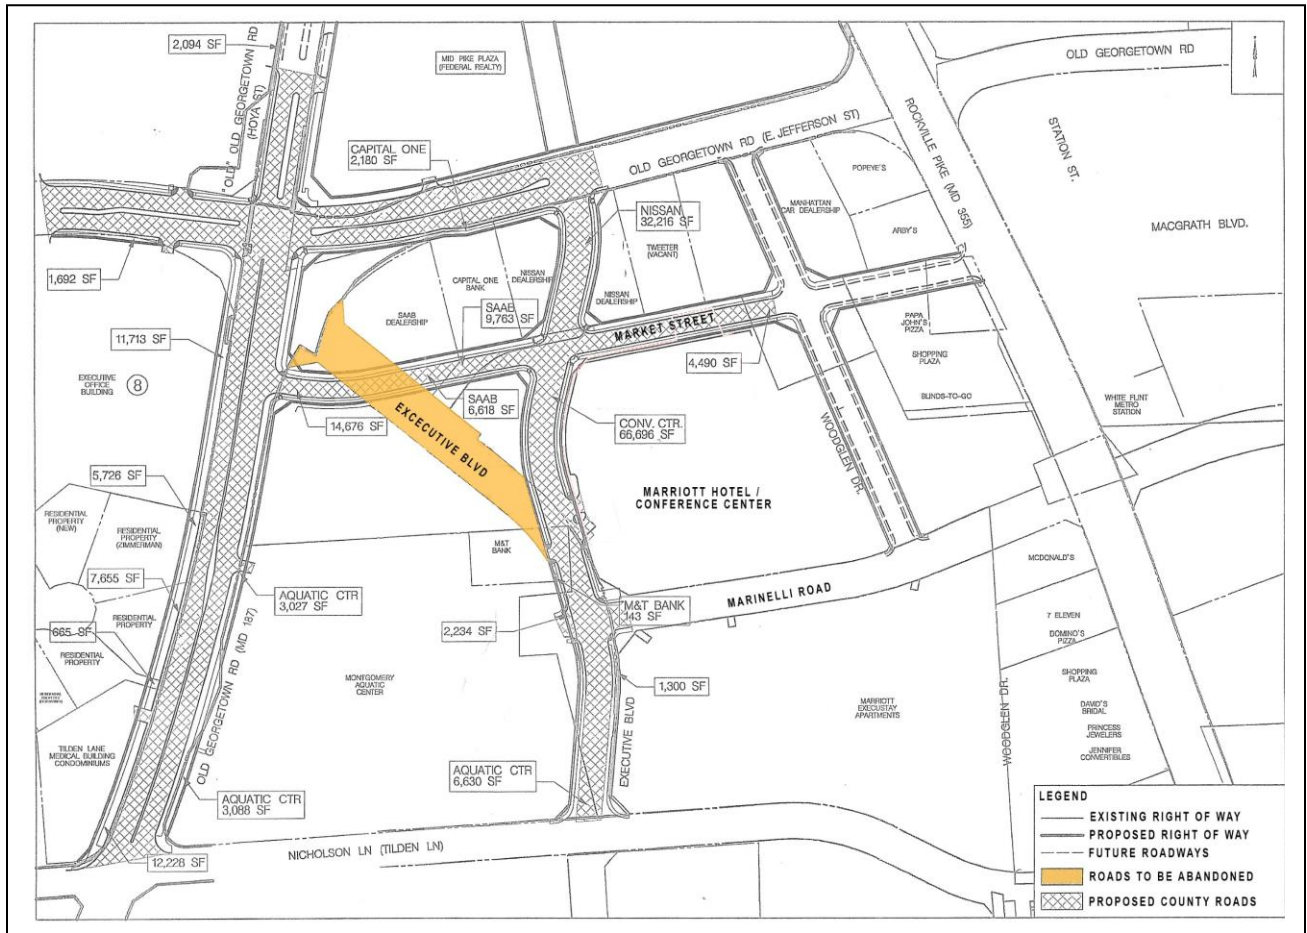 2,094 SF
"OLD" OLD GEORGETOWN RD
(HOYA ST)
MID PIKE PLAZA
(FEDERAL REALTY)
OLD GEORGETOWN RD
CAPITAL ONE
2,180 SF
OLD GEORGETOWN RD (E. JEFFERSON ST)
ROCKVILLE PIKE (MD 355)
STATION ST.
POPEYE'S
MANHATTAN
CAR DEALERSHIP
ARBY'S
MACGRATH BLVD.
NISSAN
32,216 SF
TWEETER
(VACANT)
1,692 SF
CAPITAL ONE
BANK
NISSAN
DEALERSHIP
NISSAN
DEALERSHIP
SAAB
DEALERSHIP
SAAB
9,763 SF
MARKET STREET
PAPA
JOHN'S
PIZZA
11,713 SF
4,490 SF
SHOPPING
PLAZA
EXECUTIVE
OFFICE
BUILDING
8
SAAB
6,618 SF
BLINDS-TO-GO
WHITE FLINT
METRO
STATION
14,676 SF
EXCECUTIVE BLVD
CONV. CTR.
66,696 SF
WOODGLEN DR.
5,726 SF
MARRIOTT HOTEL /
CONFERENCE CENTER
RESIDENTIAL
PROPERTY
(NEW)
RESIDENTIAL
PROPERTY
(ZIMMERMAN)
M&T
BANK
MCDONALD'S
7,655 SF
AQUATIC CTR
3,027 SF
MARINELLI ROAD
M&T BANK
143 SF
RESIDENTIAL
PROPERTY
665 SF
RESIDENTIAL
PROPERTY
2,234 SF
7 ELEVEN
DOMINO'S
PIZZA
MONTGOMERY
AQUATIC
CENTER
1,300 SF
SHOPPING
PLAZA
OLD GEORGETOWN RD (MD 187)
EXECUTIVE BLVD
MARRIOTT
EXECUSTAY
APARTMENTS
WOODGLEN DR.
DAVID'S
BRIDAL
PRINCESS
JEWELERS
JENNIFER
CONVERTIBLES
TILDEN LANE
MEDICAL BUILDING
CONDOMINIUMS
AQUATIC CTR
6,630 SF
AQUATIC CTR
3,088 SF
12,228 SF
NICHOLSON LN (TILDEN LN)
LEGEND
EXISTING RIGHT OF WAY
PROPOSED RIGHT OF WAY
FUTURE ROADWAYS
ROADS TO BE ABANDONED
PROPOSED COUNTY ROADS